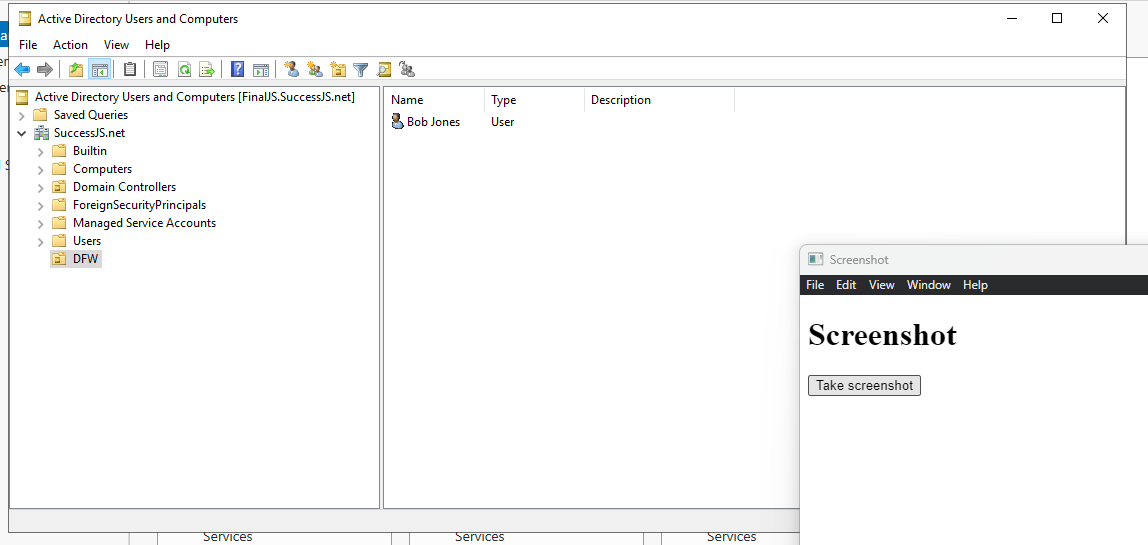 Active Directory Users and Computers
File Action View Help
Active Directory Users and Computers [FinalJS.SuccessJS.net]
Saved Queries
SuccessJS.net
Builtin
Computers
Domain Controllers
ForeignSecurityPrincipals
Managed Service Accounts
Users
DFW
Name Type Description
Bob Jones User
Screenshot
File Edit View Window Help
Screenshot
Take screenshot
Services Services Services